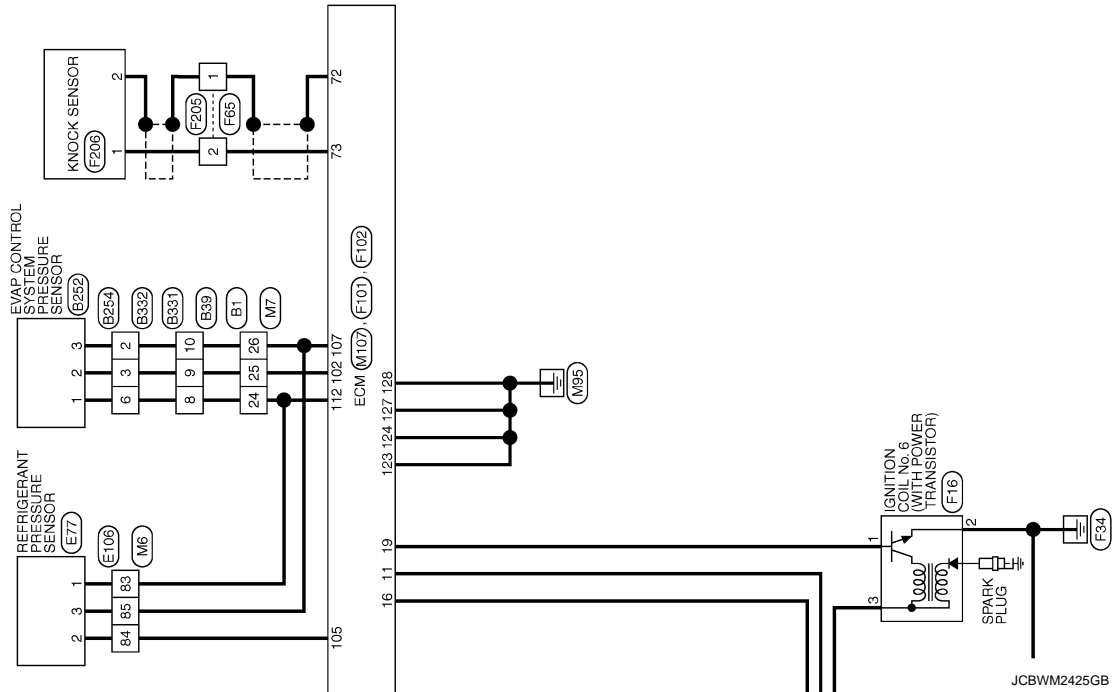 KNOCK SENSOR
F206
2
1
1
2
F205
F65
72
73
EVAP CONTROL
SYSTEM
PRESSURE
SENSOR
B252
B254
B332
B331
B39
B1
M7
3
2
1
2
3
6
10
9
8
26
25
24
107
102
112
ECM M107 , F101 , F102
REFRIGERANT
PRESSURE
SENSOR
E77
E106
M6
1
3
2
83
85
84
105
128
127
124
123
M95
19
11
16
IGNITION
COIL No. 6
(WITH POWER
TRANSISTOR)
F16
1
2
3
SPARK
PLUG
F34
JCBWM2425GB